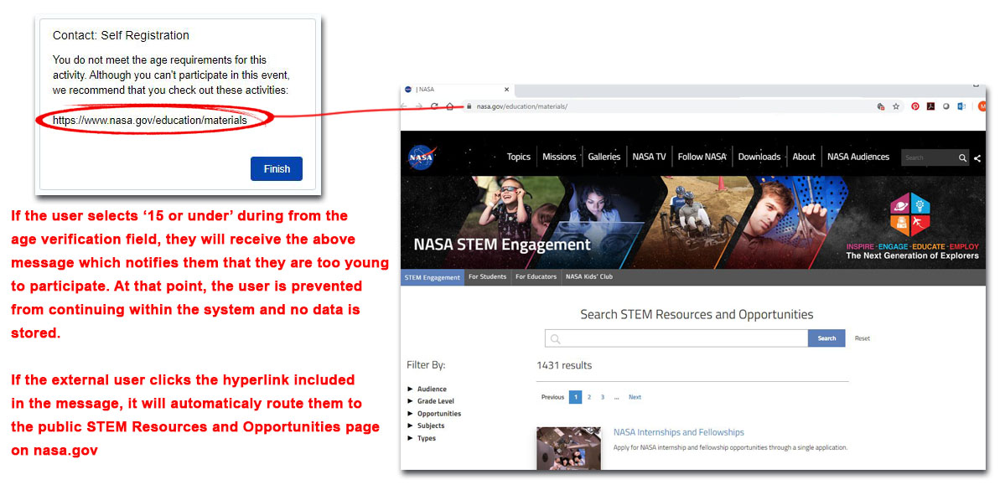 Contact: Self Registration
You do not meet the age requirements for this
activity. Although you can't participate in this event,
we recommend that you check out these activities:
https://www.nasa.gov/education/materials
Finish
If the user selects ‘15 or under’ during from the
age verification field, they will receive the above
message which notifies them that they are too young
to participate. At that point, the user is prevented
from continuing within the system and no data is
stored.
If the external user clicks the hyperlink included
in the message, it will automaticaly route them to
the public STEM Resources and Opportunities page
on nasa.gov
| NASA
nasa.gov/education/materials/
M
NASA
Topics
Missions
Galleries
NASA TV
Follow NASA
Downloads
About
NASA Audiences
Search
NASA STEM Engagement
INSPIRE - ENGAGE - EDUCATE - EMPLOY
The Next Generation of Explorers
STEM Engagement
For Students
For Educators
NASA Kids' Club
Search STEM Resources and Opportunities
Search
Reset
Filter By:
Audience
Grade Level
Opportunities
Subjects
Types
1431 results
Previous 1 2 3 ... Next
NASA Internships and Fellowships
Apply for NASA internship and fellowship opportunities through a single application.